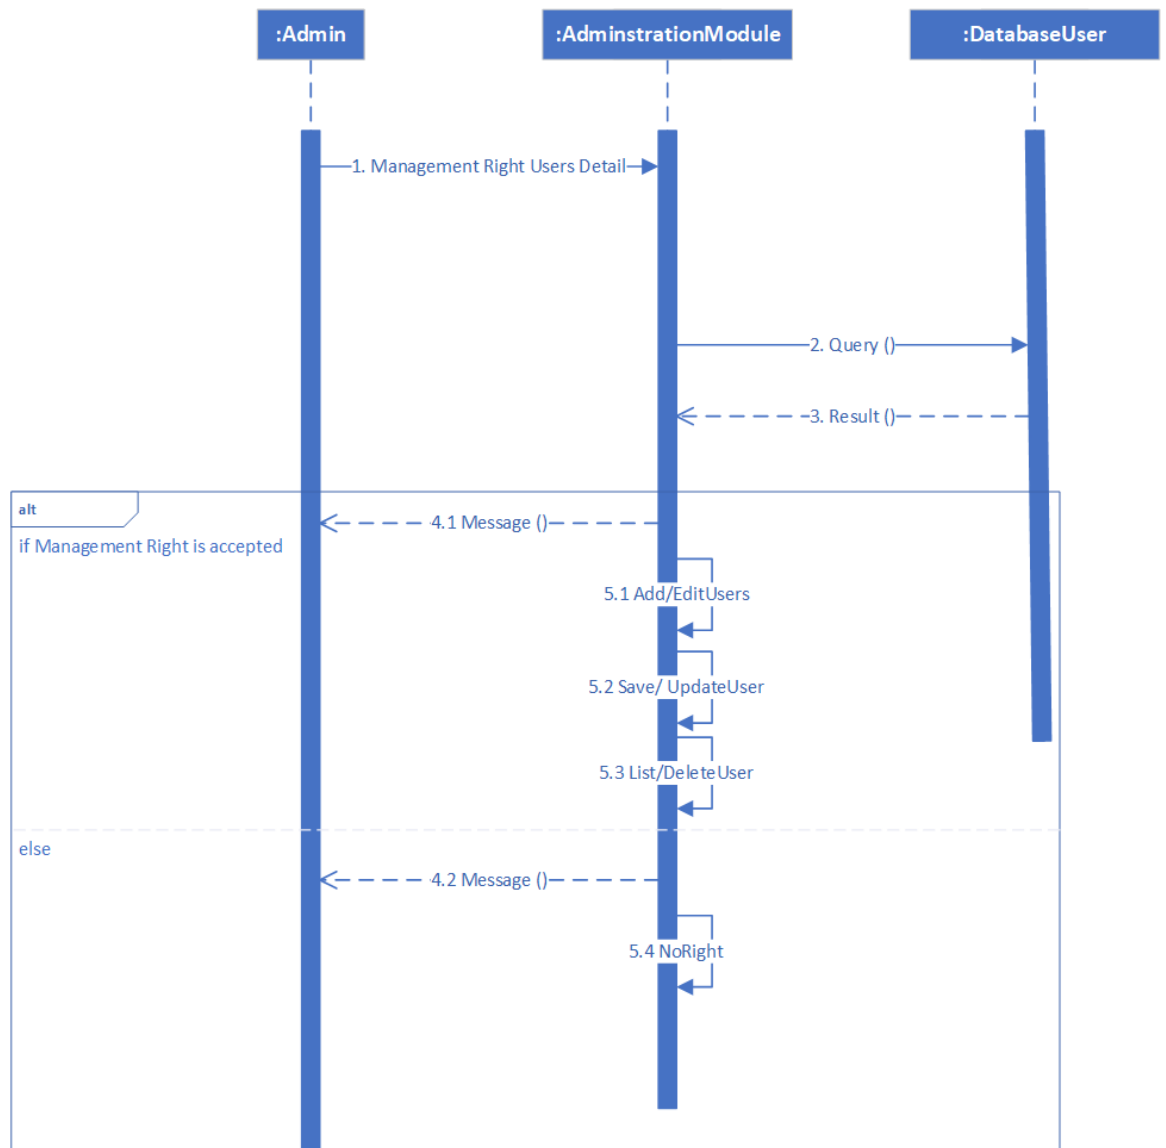 :Admin
:AdminstrationModule
:DatabaseUser
1. Management Right Users Detail
2. Query ()
3. Result ()
alt
4.1 Message ()
if Management Right is accepted
5.1 Add/EditUsers
5.2 Save/ UpdateUser
5.3 List/DeleteUser
else
4.2 Message ()
5.4 NoRight